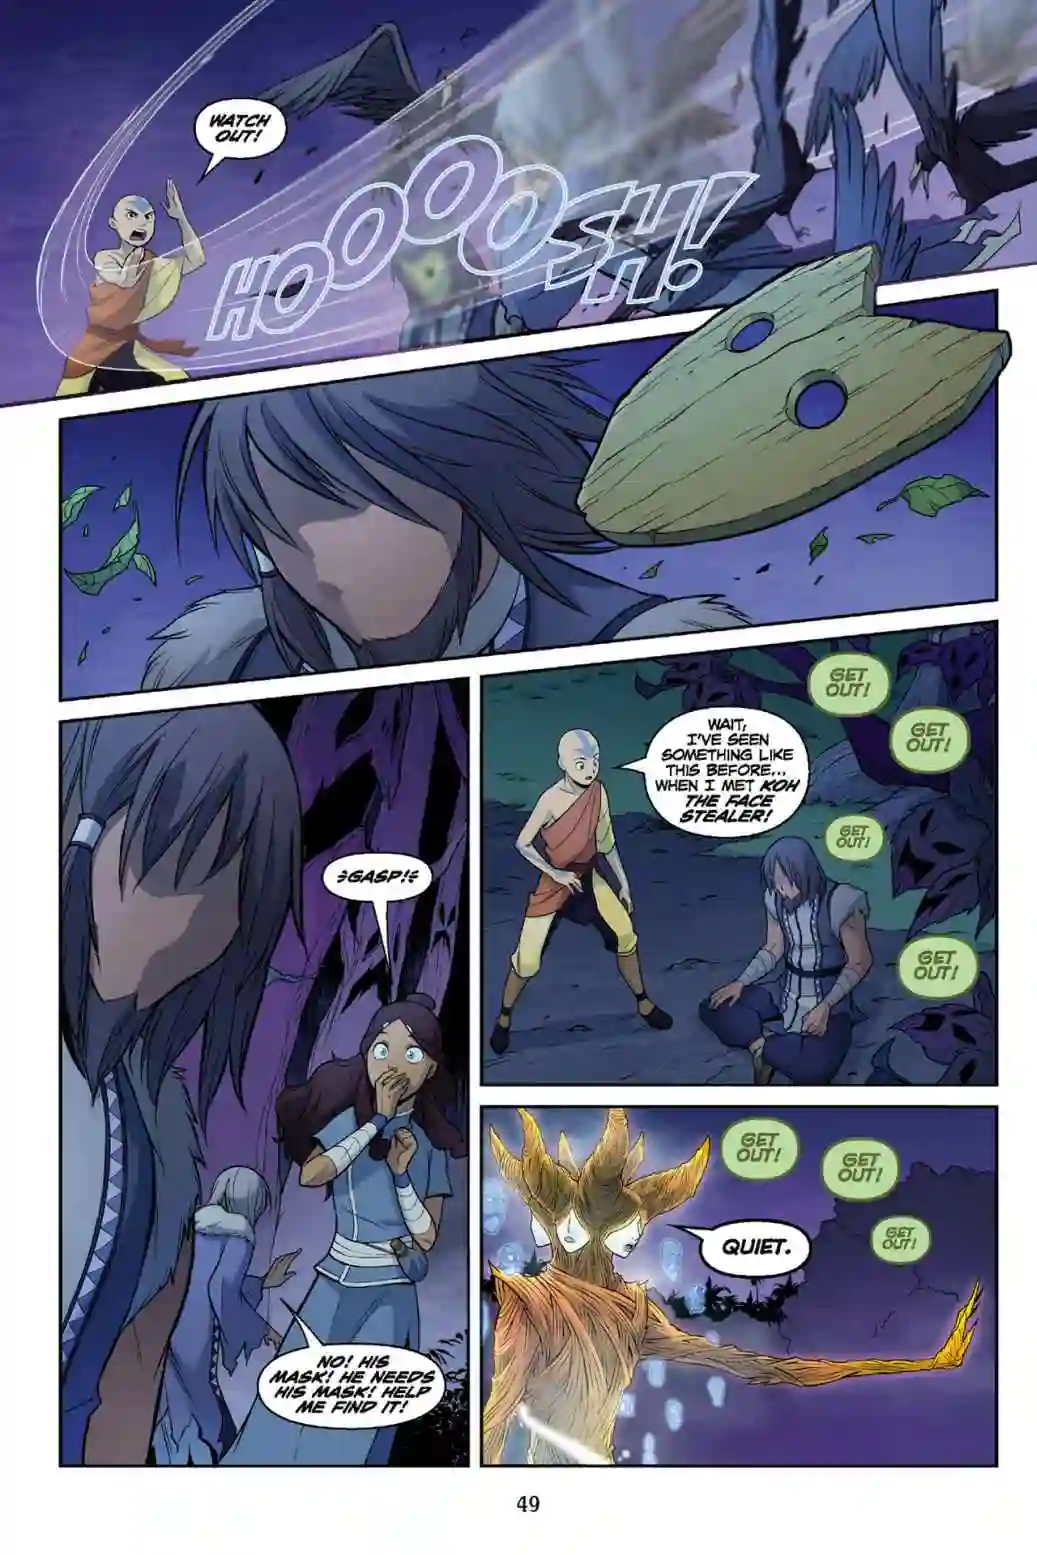 WATCH
OUT!
HOOOOOSH!
WAIT,
I'VE SEEN
SOMETHING LIKE
THIS BEFORE...
WHEN I MET KOH
THE FACE
STEALER!
GET
OUT!
GET
OUT!
GET
OUT!
GET
OUT!
GASP!
NO! HIS
MASK! HE NEEDS
HIS MASK! HELP
ME FIND IT!
GET
OUT!
GET
OUT!
GET
OUT!
QUIET.
49